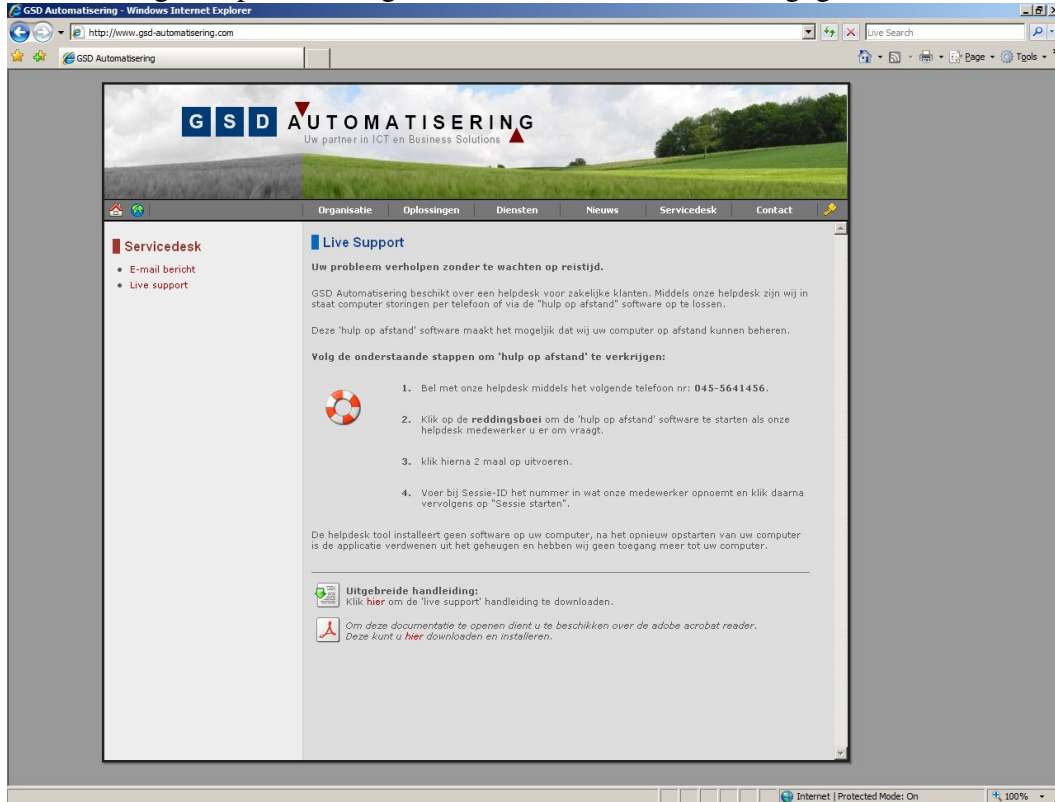 GSD Automatisering - Windows Internet Explorer
http://www.gsd-automatisering.com
Live Search
GSD Automatisering
Page
Tools
G S D AUTOMATISERING
Uw partner in ICT en Business Solutions
Organisatie Oplossingen Diensten Nieuws Servicedesk Contact
Servicedesk
E-mail bericht
Live support
Live Support
Uw probleem verholpen zonder te wachten op reistijd.
GSD Automatisering beschikt over een helpdesk voor zakelijke klanten. Middels onze helpdesk zijn wij in
staat computer storingen per telefoon of via de "hulp op afstand" software op te lossen.
Deze 'hulp op afstand' software maakt het mogelijk dat wij uw computer op afstand kunnen beheren.
Volg de onderstaande stappen om 'hulp op afstand' te verkrijgen:
1. Bel met onze helpdesk middels het volgende telefoon nr: 045-5641456.
2. Klik op de reddingsboei om de 'hulp op afstand' software te starten als onze
helpdesk medewerker u er om vraagt.
3. klik hierna 2 maal op uitvoeren.
4. Voer bij Sessie-ID het nummer in wat onze medewerker opnoemt en klik daarna
vervolgens op "Sessie starten".
De helpdesk tool installeert geen software op uw computer, na het opnieuw opstarten van uw computer
is de applicatie verdwenen uit het geheugen en hebben wij geen toegang meer tot uw computer.
Uitgebreide handleiding:
Klik hier om de 'live support' handleiding te downloaden.
Om deze documentatie te openen dient u te beschikken over de adobe acrobat reader.
Deze kunt u hier downloaden en installeren.
Internet | Protected Mode: On
100%